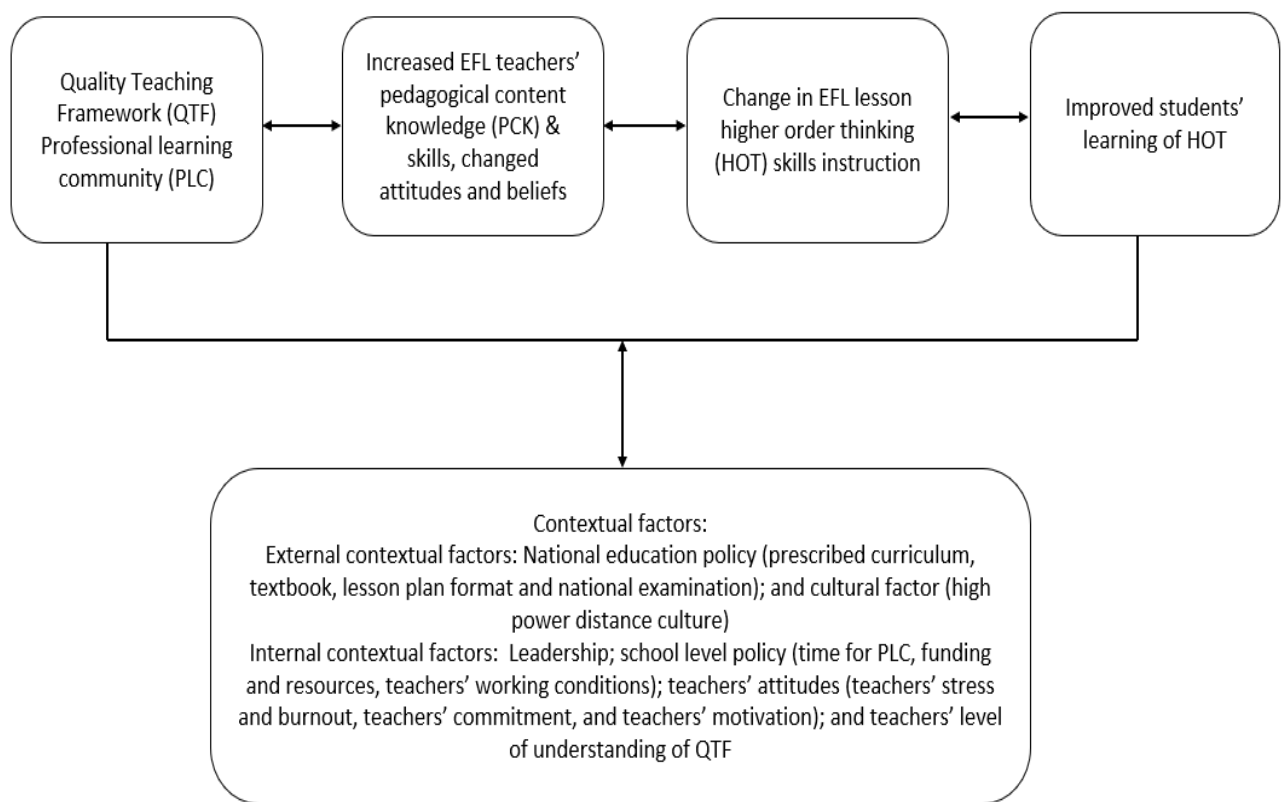 Quality Teaching
Framework (QTF)
Professional learning
community (PLC)
Increased EFL teachers’
pedagogical content
knowledge (PCK) &
skills, changed
attitudes and beliefs
Change in EFL lesson
higher order thinking
(HOT) skills instruction
Improved students’
learning of HOT
Contextual factors:
External contextual factors: National education policy (prescribed curriculum,
textbook, lesson plan format and national examination); and cultural factor (high
power distance culture)
Internal contextual factors: Leadership; school level policy (time for PLC, funding
and resources, teachers’ working conditions); teachers’ attitudes (teachers’ stress
and burnout, teachers’ commitment, and teachers’ motivation); and teachers’ level
of understanding of QTF